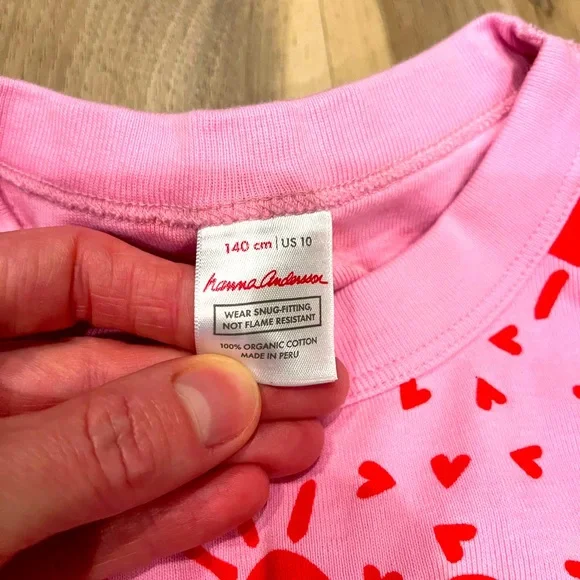 140 cm | US 10
hanna Andersson
WEAR SNUG-FITTING,
NOT FLAME RESISTANT
100% ORGANIC COTTON
MADE IN PERU